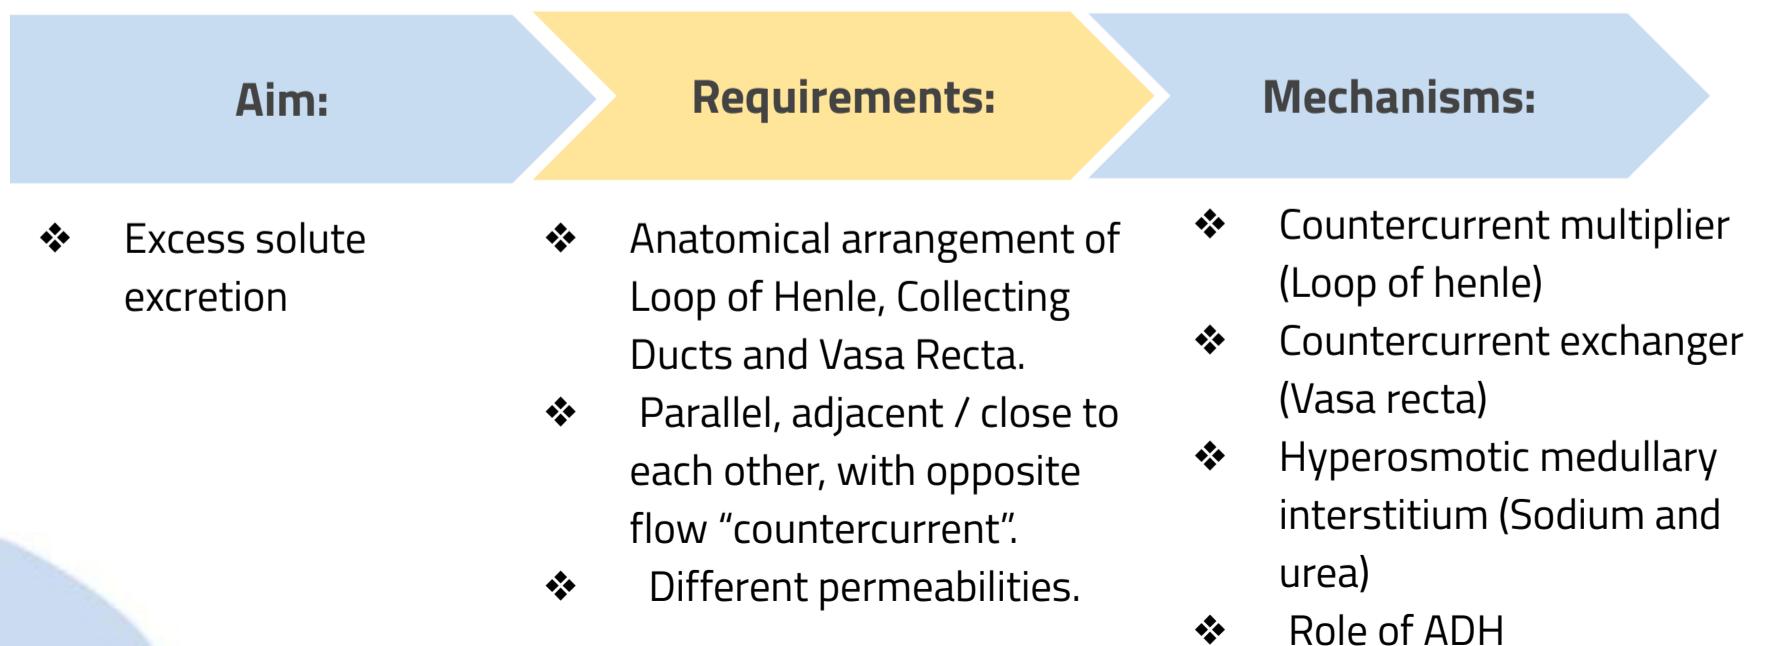 Aim:
Requirements:
Mechanisms:
❖ Excess solute
excretion
❖ Anatomical arrangement of
Loop of Henle, Collecting
Ducts and Vasa Recta.
❖ Parallel, adjacent / close to
each other, with opposite
flow “countercurrent”.
❖ Different permeabilities.
❖ Countercurrent multiplier
(Loop of henle)
❖ Countercurrent exchanger
(Vasa recta)
❖ Hyperosmotic medullary
interstitium (Sodium and
urea)
❖ Role of ADH